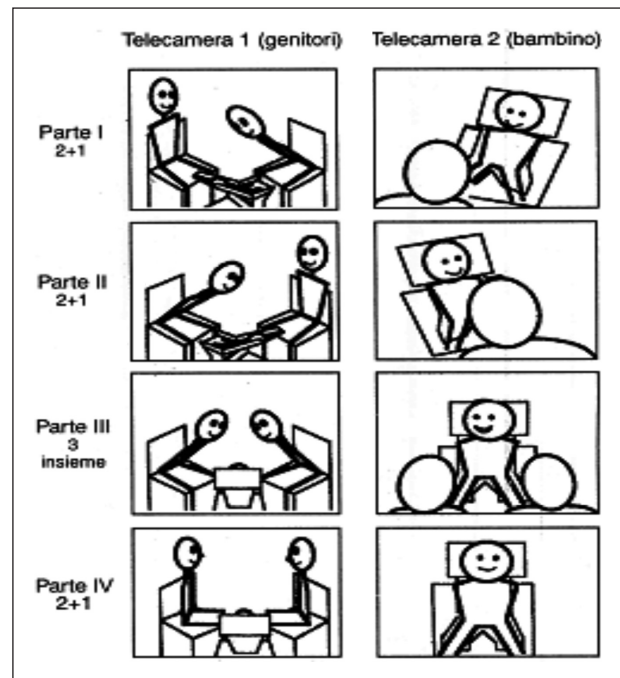 Telecamera 1 (genitori) Telecamera 2 (bambino)
Parte I
2+1
Parte II
2+1
Parte III
3
insieme
Parte IV
2+1